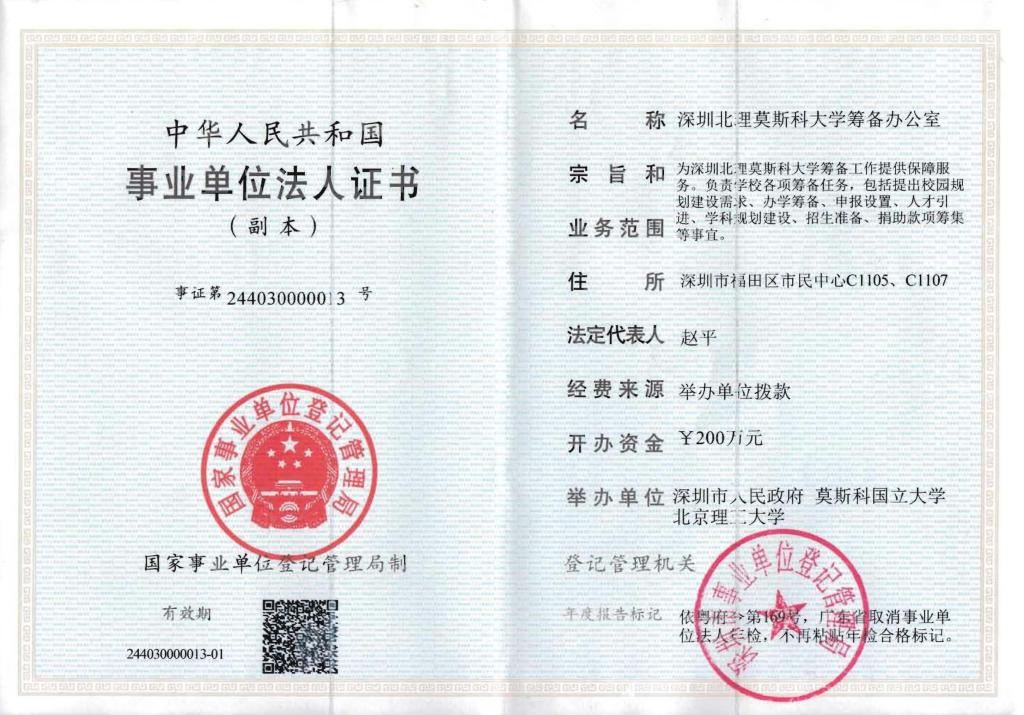 中华人民共和国
事业单位法人证书
（副本）
事证第 244030000013 号
国家事业单位登记管理局
国家事业单位登记管理局制
有效期
244030000013-01
名称 深圳北理莫斯科大学筹备办公室
宗旨和
业务范围
为深圳北理莫斯科大学筹备工作提供保障服
务。负责学校各项筹备任务，包括提出校园规
划建设需求、办学筹备、申报设置、人才引
进、学科规划建设、招生准备、捐助款项筹集
等事宜。
住所 深圳市福田区市民中心C1105、C1107
法定代表人 赵平
经费来源 举办单位拨款
开办资金 ￥200万元
举办单位 深圳市人民政府 莫斯科国立大学
北京理工大学
登记管理机关
深圳事业单位登记管理局
年度报告标记 依粤府令第169号，广东省取消事业单
位法人年检，不再粘贴年检合格标记。